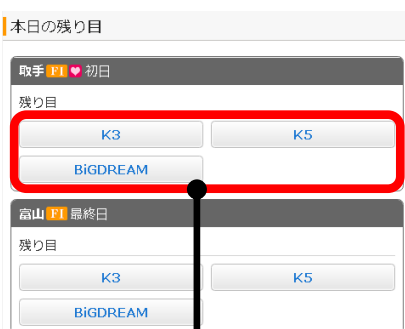 本日の残り目
取手 F1 初日
残り目
K3 K5
BiGDREAM
富山 F1 最終日
残り目
K3 K5
BiGDREAM